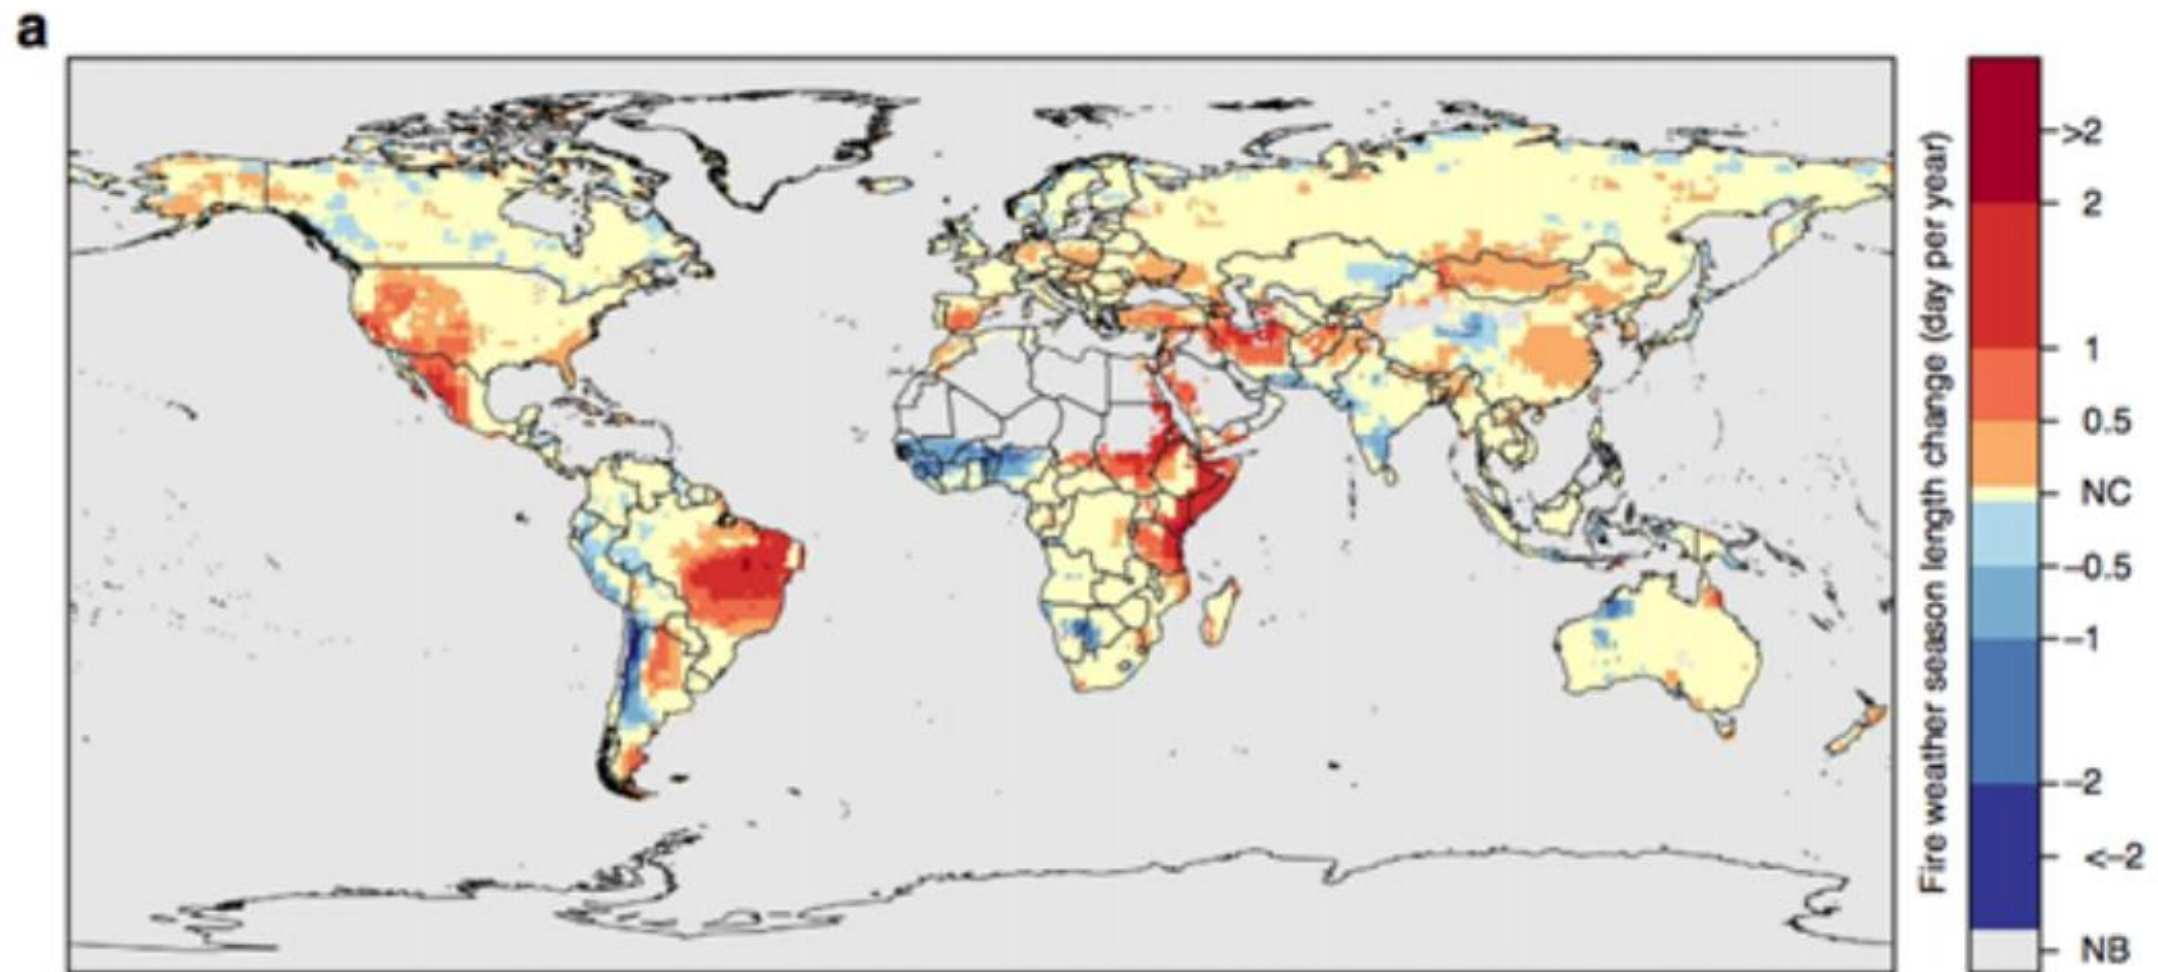 a
>2
2
1
0.5
NC
–0.5
–1
–2
<–2
NB
Fire weather season length change (day per year)